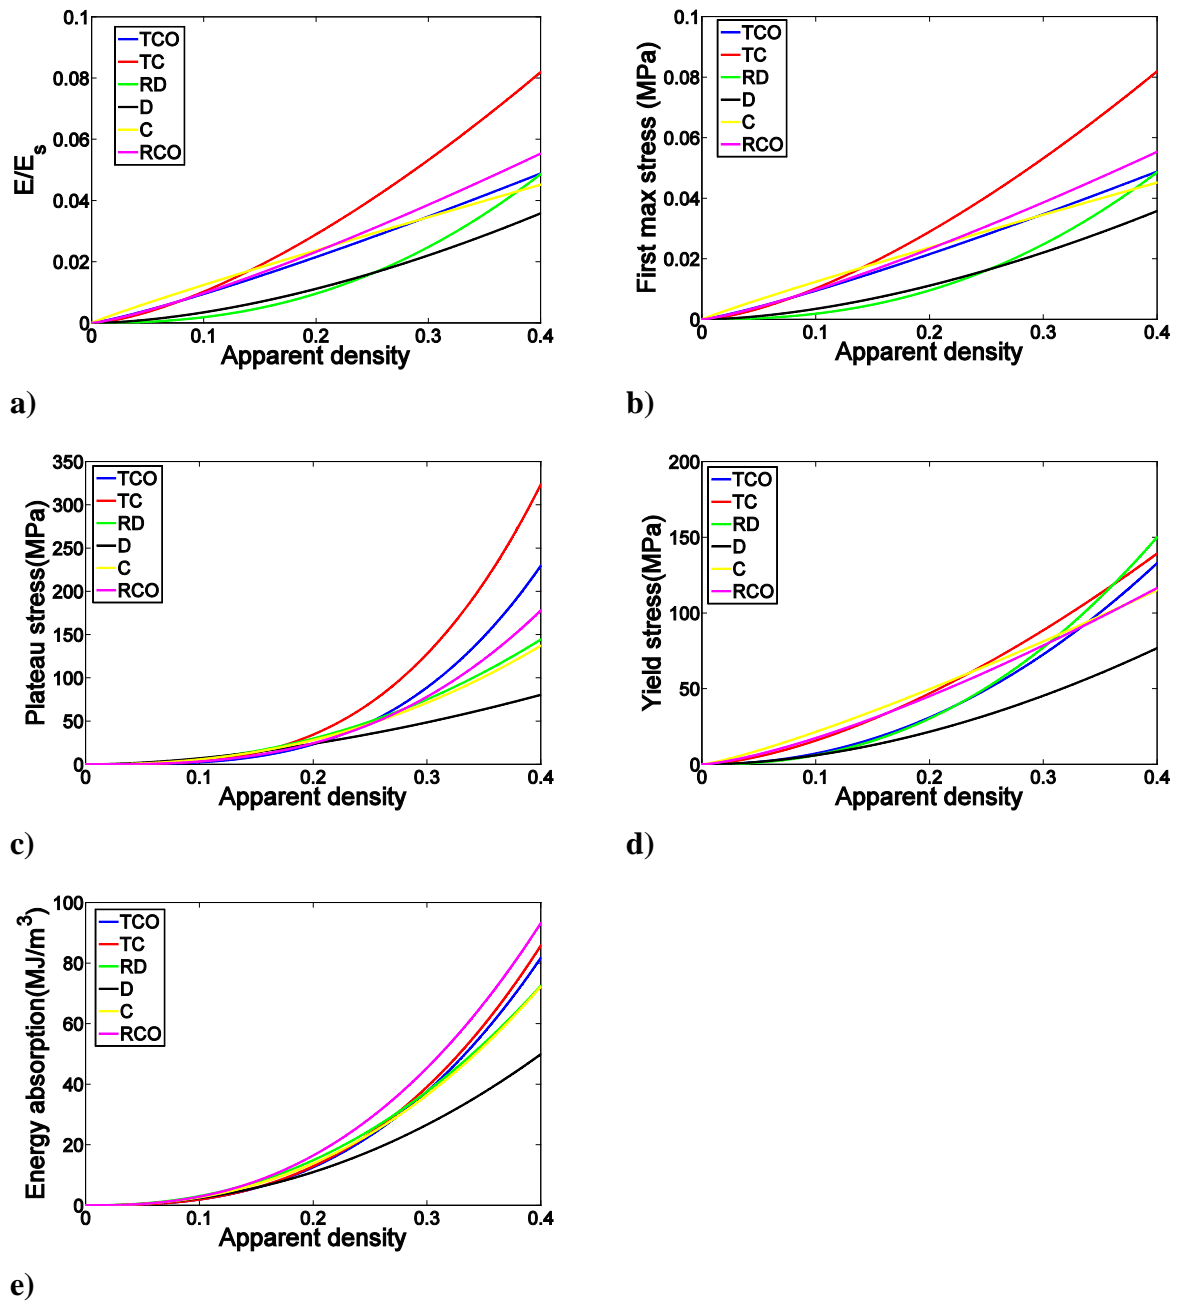 0.1
0.08
0.06
0.04
0.02
0
E/Es
TCO
TC
RD
D
C
RCO
0 0.1 0.2 0.3 0.4
Apparent density
a)
0.1
0.08
0.06
0.04
0.02
0
First max stress (MPa)
TCO
TC
RD
D
C
RCO
0 0.1 0.2 0.3 0.4
Apparent density
b)
350
300
250
200
150
100
50
0
Plateau stress(MPa)
TCO
TC
RD
D
C
RCO
0 0.1 0.2 0.3 0.4
Apparent density
c)
200
150
100
50
0
Yield stress(MPa)
TCO
TC
RD
D
C
RCO
0 0.1 0.2 0.3 0.4
Apparent density
d)
100
80
60
40
20
0
Energy absorption(MJ/m³)
TCO
TC
RD
D
C
RCO
0 0.1 0.2 0.3 0.4
Apparent density
e)